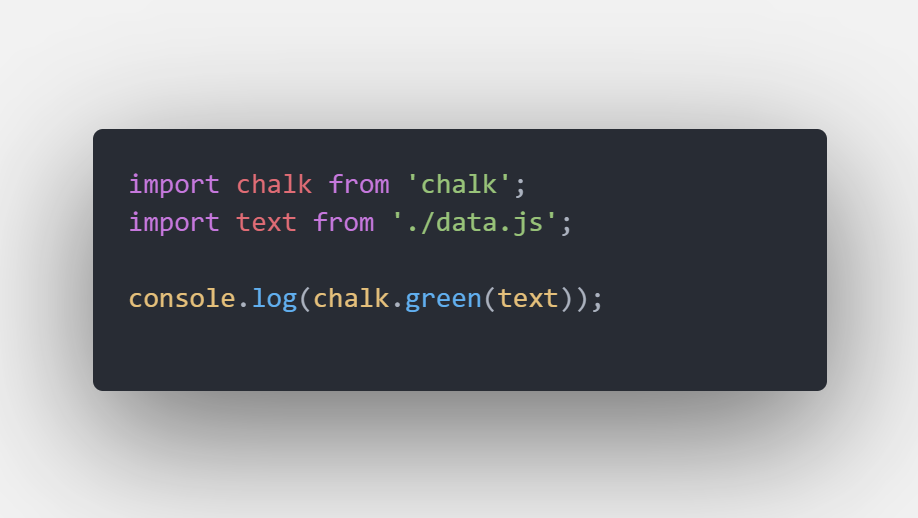 import chalk from 'chalk';
import text from './data.js';
console.log(chalk.green(text));